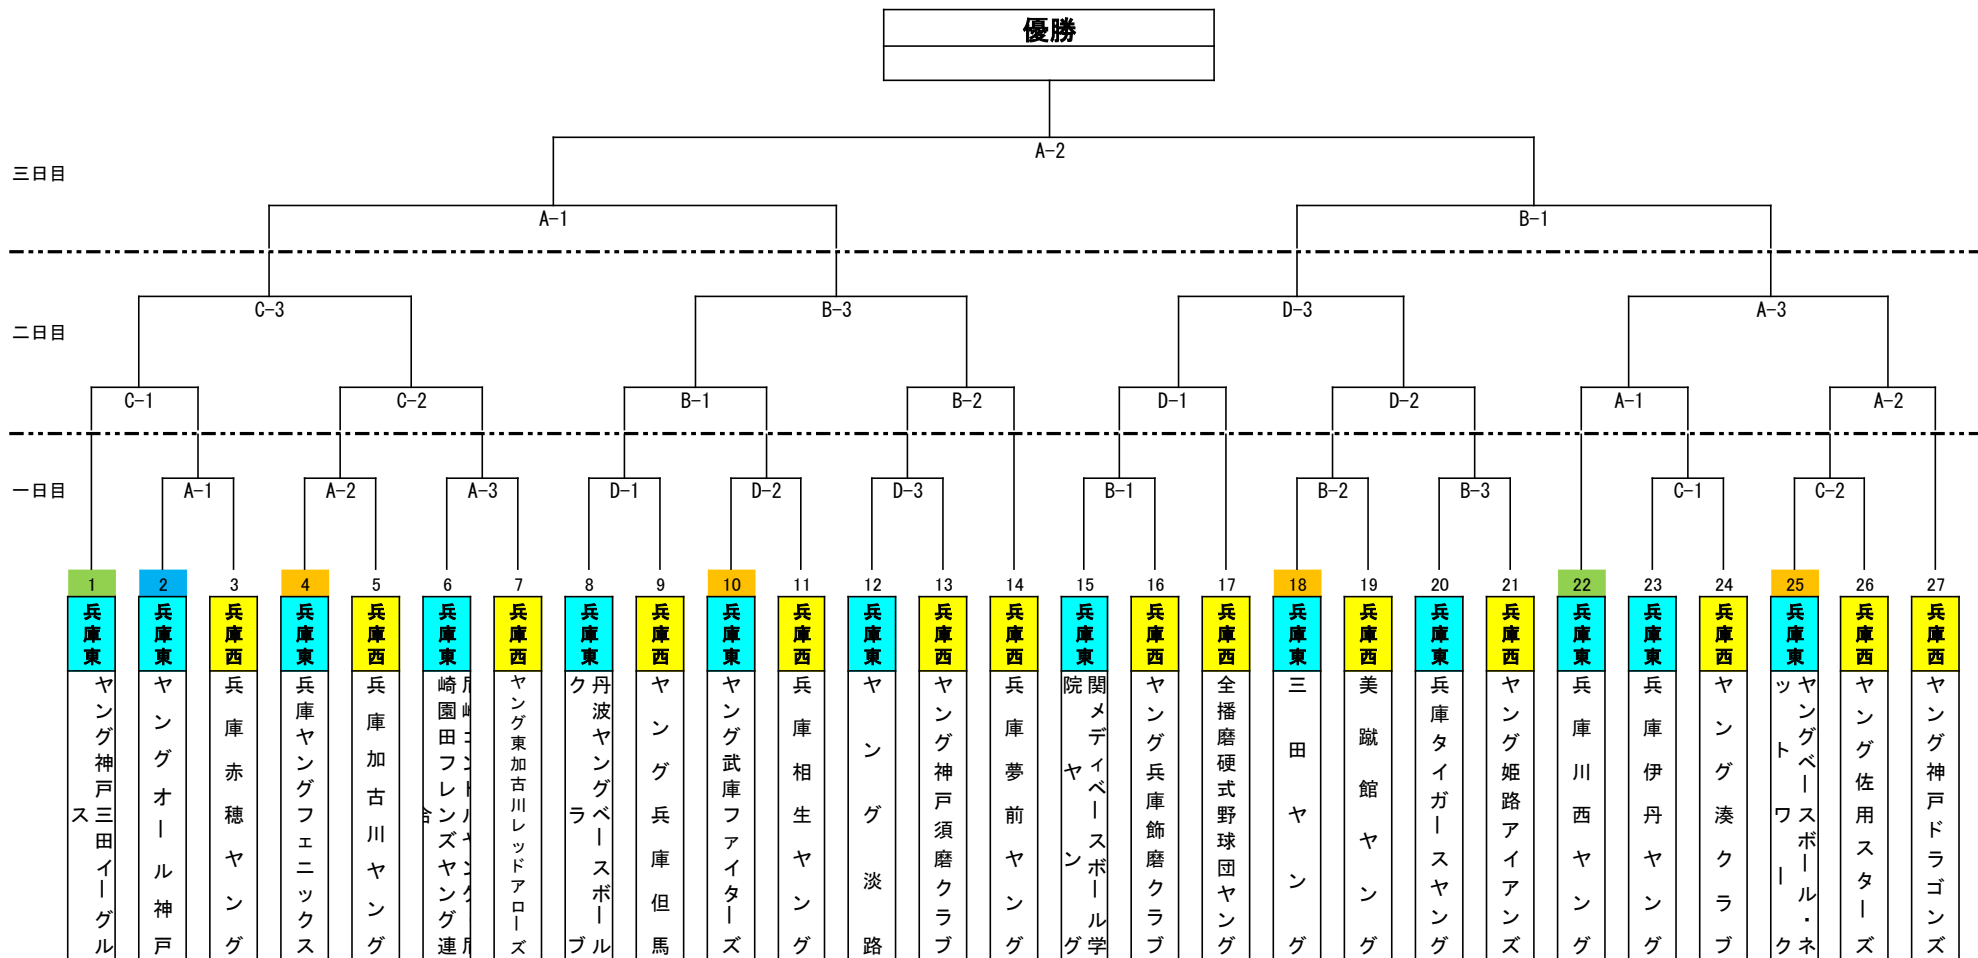 優勝
A-2
三日目
A-1
B-1
C-3
B-3
D-3
A-3
二日目
C-1
C-2
B-1
B-2
D-1
D-2
A-1
A-2
一日目
A-1
A-2
A-3
D-1
D-2
D-3
B-1
B-2
B-3
C-1
C-2
1
兵庫東
ヤング神戸三田イーグルス
2
兵庫東
ヤングオール神戸
3
兵庫西
兵庫赤穂ヤング
4
兵庫東
兵庫ヤングフェニックス
5
兵庫西
兵庫加古川ヤング
6
兵庫東
崎園田フレンズヤング連合
7
兵庫西
ヤング東加古川レッドアローズ
8
兵庫東
丹波ヤングベースボールクラブ
9
兵庫西
ヤング兵庫但馬
10
兵庫東
ヤング武庫ファイターズ
11
兵庫西
兵庫相生ヤング
12
兵庫東
ヤング淡路
13
兵庫西
ヤング神戸須磨クラブ
14
兵庫西
兵庫夢前ヤング
15
兵庫東
関メディベースボール学院ヤング
16
兵庫西
ヤング兵庫飾磨クラブ
17
兵庫西
全播磨硬式野球団ヤング
18
兵庫東
三田ヤング
19
兵庫西
美蹴館ヤング
20
兵庫東
兵庫タイガースヤング
21
兵庫西
ヤング姫路アイアンズ
22
兵庫東
兵庫川西ヤング
23
兵庫東
兵庫伊丹ヤング
24
兵庫西
ヤング湊クラブ
25
兵庫東
ヤングベースボール・ネットワーク
26
兵庫西
ヤング佐用スターズ
27
兵庫西
ヤング神戸ドラゴンズ